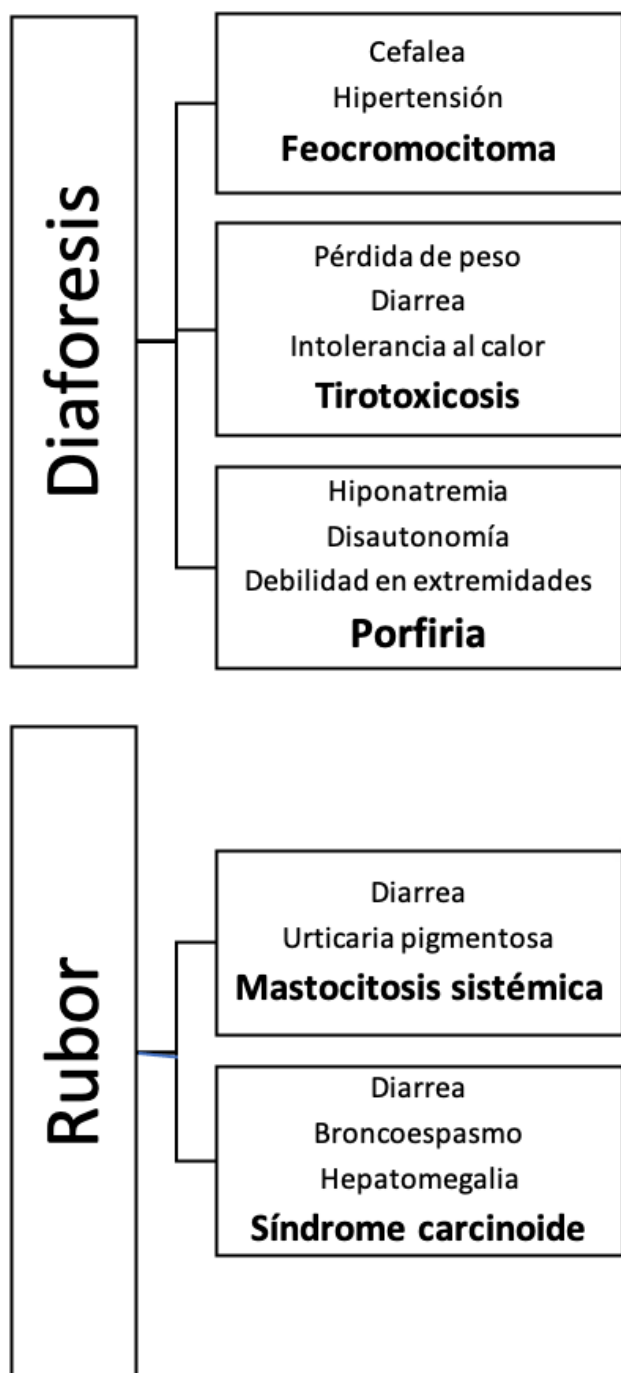 Diaforesis
Cefalea
Hipertensión
Feocromocitoma
Pérdida de peso
Diarrea
Intolerancia al calor
Tirotoxicosis
Hiponatremia
Disautonomía
Debilidad en extremidades
Porfiria
Rubor
Diarrea
Urticaria pigmentosa
Mastocitosis sistémica
Diarrea
Broncoespasmo
Hepatomegalia
Síndrome carcinoide